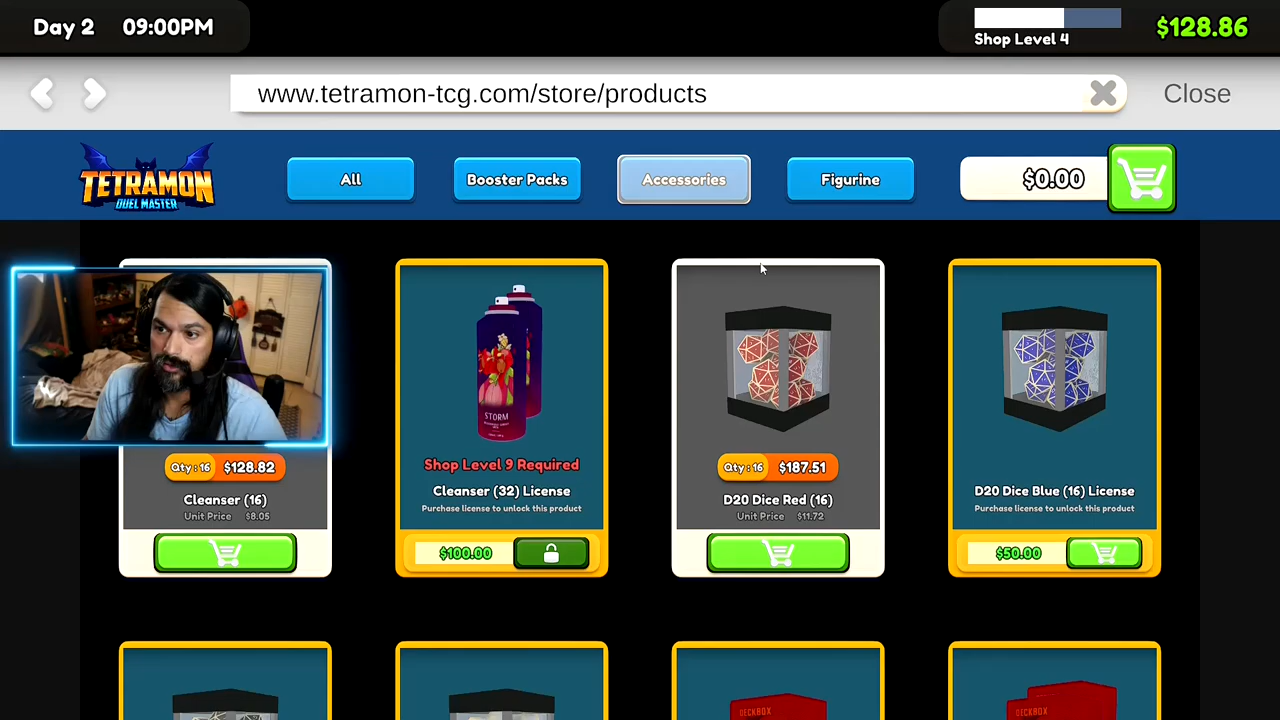 Day 2 09:00PM
Shop Level 4
$128.86
www.tetramon-tcg.com/store/products
Close
TETRAMON
DUEL MASTER
All
Booster Packs
Accessories
Figurine
$0.00
Qty : 16 $128.82
Cleanser (16)
Unit Price $8.05
STORM
Shop Level 9 Required
Cleanser (32) License
Purchase license to unlock this product
$100.00
Qty : 16 $187.51
D20 Dice Red (16)
Unit Price $11.72
D20 Dice Blue (16) License
Purchase license to unlock this product
$50.00
DECKBOX
DECKBOX